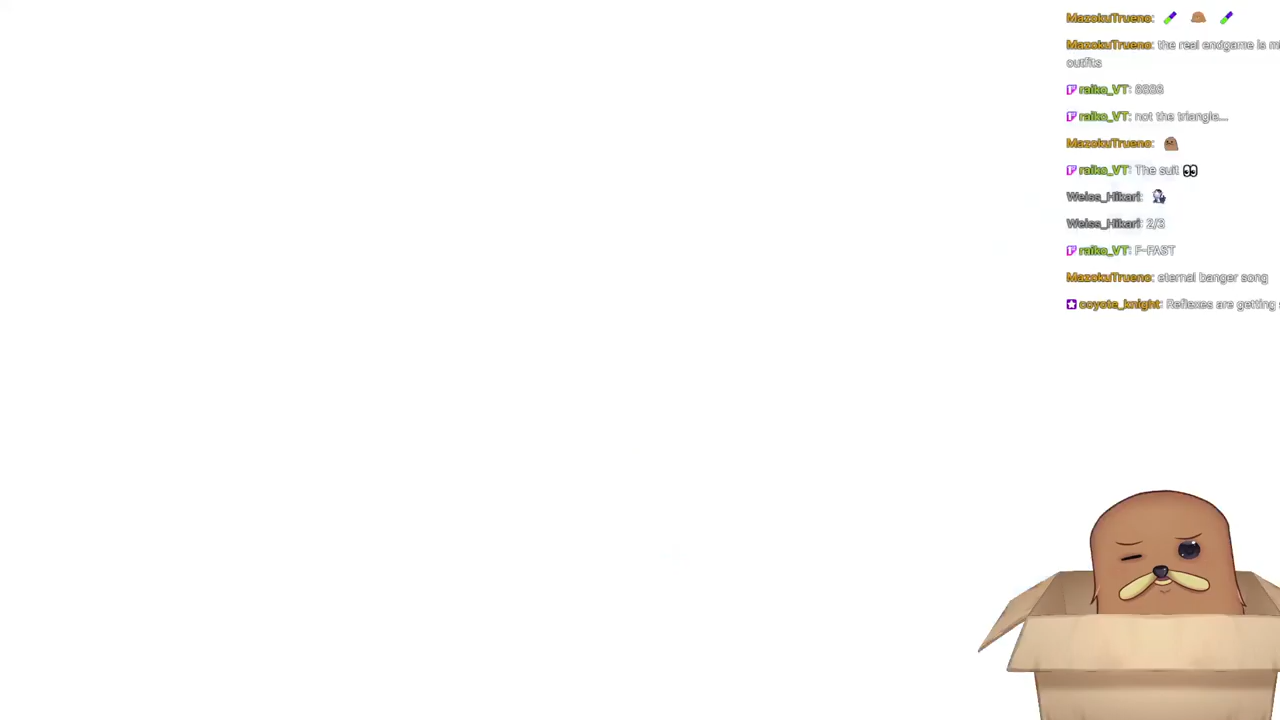 MazokuTrueno:
MazokuTrueno: the real endgame is
outfits
raiko_VT: 8888
raiko_VT: not the triangle...
MazokuTrueno:
raiko_VT: The suit 👀
Weiss_Hikari:
Weiss_Hikari: 2/3
raiko_VT: F-FAST
MazokuTrueno: eternal banger song
coyote_knight: Reflexes are getting